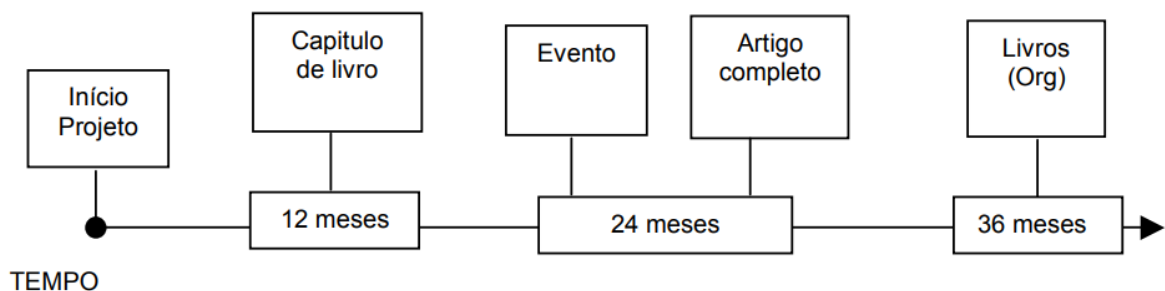 Início
Projeto
Capitulo
de livro
Evento
Artigo
completo
Livros
(Org)
12 meses
24 meses
36 meses
TEMPO